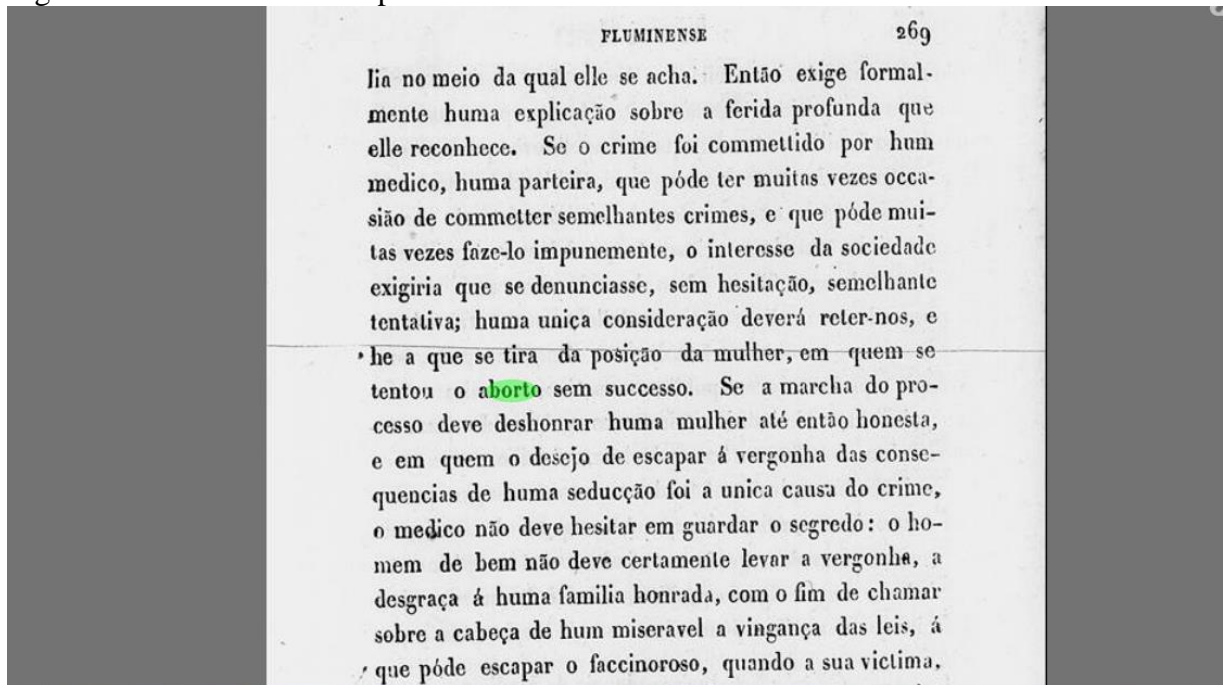 FLUMINENSE 269
lia no meio da qual elle se acha. Então exige formal-
mente huma explicação sobre a ferida profunda que
elle reconhece. Se o crime foi commettido por hum
medico, huma parteira, que póde ter muitas vezes occa-
sião de commetter semelhantes crimes, e que póde mui-
tas vezes faze-lo impunemente, o interesse da sociedade
exigiria que se denunciasse, sem hesitação, semelhante
tentativa; huma uniça consideração deverá reter-nos, e
he a que se tira da posição da mulher, em quem se
tentou o aborto sem successo. Se a marcha do pro-
cesso deve deshonrar huma mulher até então honesta,
e em quem o desejo de escapar á vergonha das conse-
quencias de huma seducção foi a unica causa do crime,
o medico não deve hesitar em guardar o segredo: o ho-
mem de bem não deve certamente levar a vergonha, a
desgraça á huma familia honrada, com o fim de chamar
sobre a cabeça de hum miseravel a vingança das leis, á
que póde escapar o faccinoroso, quando a sua victima,